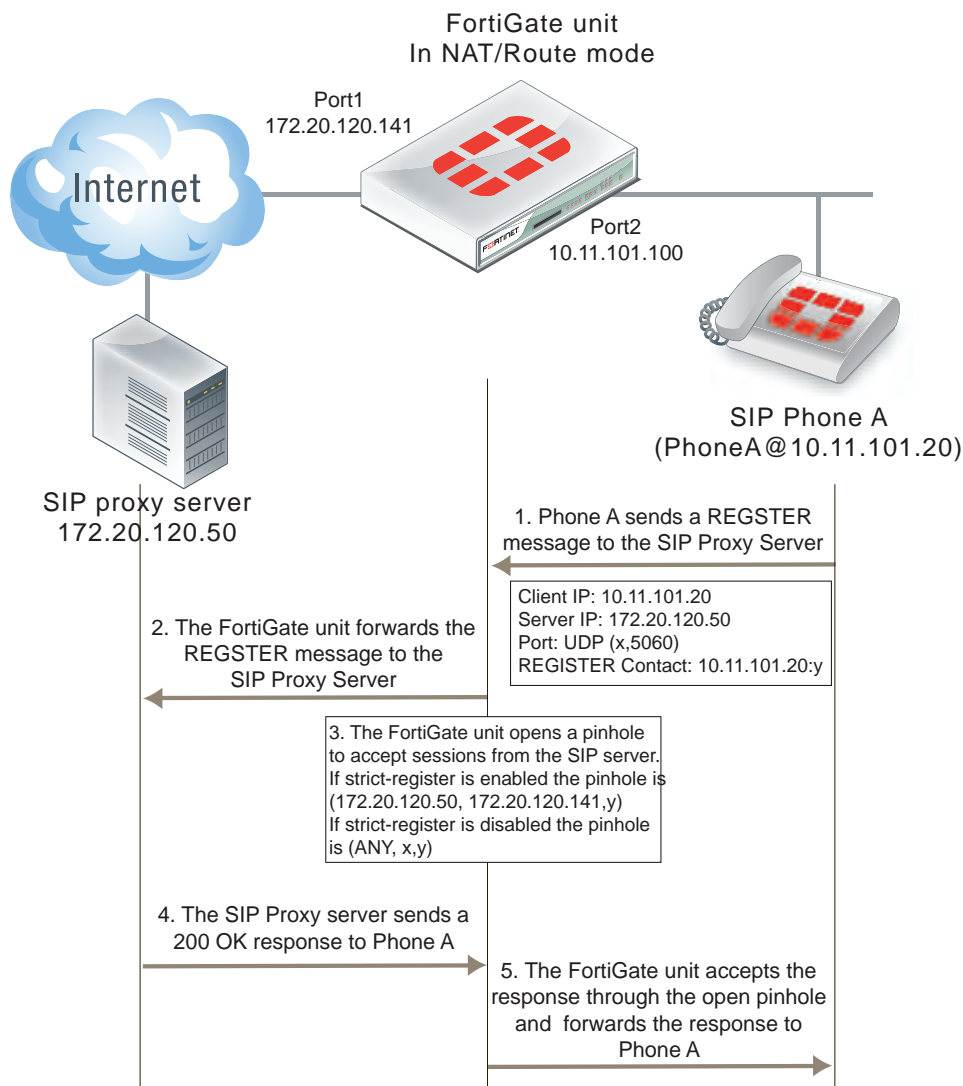 FortiGate unit
In NAT/Route mode
Port1
172.20.120.141
Internet
FORTINET
Port2
10.11.101.100
SIP Phone A
(PhoneA@10.11.101.20)
SIP proxy server
172.20.120.50
1. Phone A sends a REGSTER
message to the SIP Proxy Server
Client IP: 10.11.101.20
Server IP: 172.20.120.50
Port: UDP (x,5060)
REGISTER Contact: 10.11.101.20:y
2. The FortiGate unit forwards the
REGSTER message to the
SIP Proxy Server
3. The FortiGate unit opens a pinhole
to accept sessions from the SIP server.
If strict-register is enabled the pinhole is
(172.20.120.50, 172.20.120.141,y)
If strict-register is disabled the pinhole
is (ANY, x,y)
4. The SIP Proxy server sends a
200 OK response to Phone A
5. The FortiGate unit accepts the
response through the open pinhole
and forwards the response to
Phone A